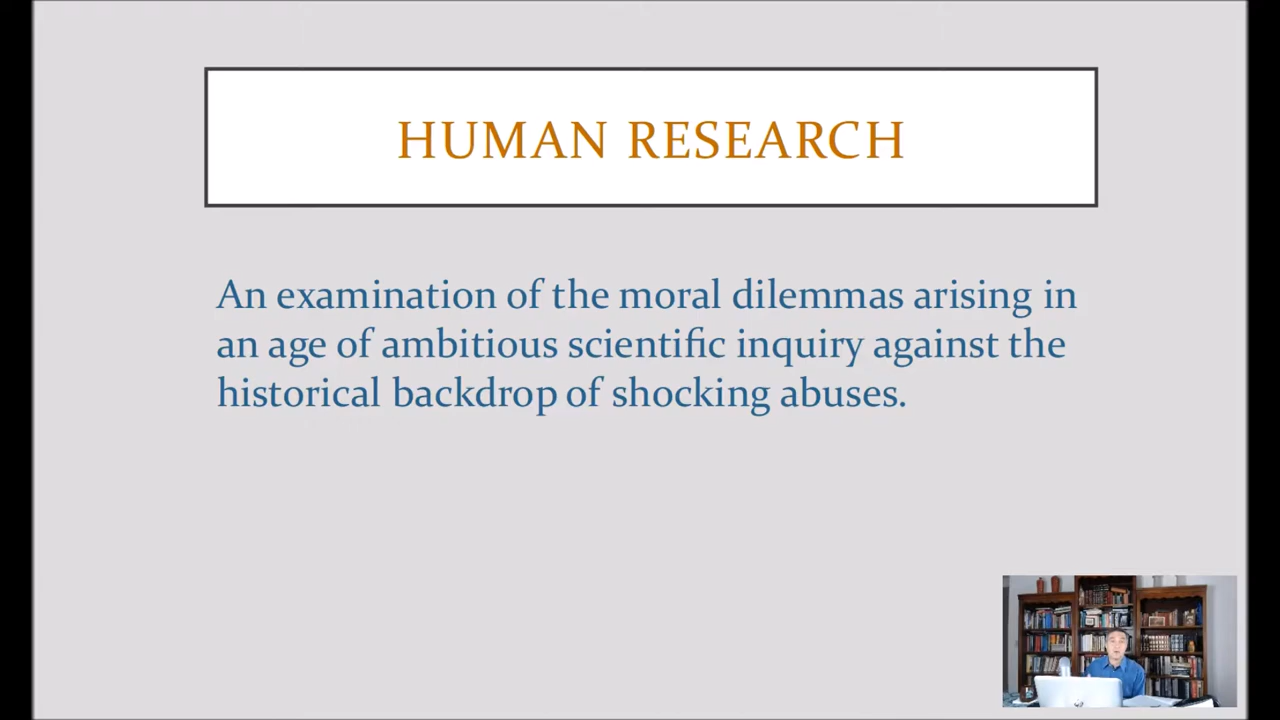 HUMAN RESEARCH
An examination of the moral dilemmas arising in
an age of ambitious scientific inquiry against the
historical backdrop of shocking abuses.